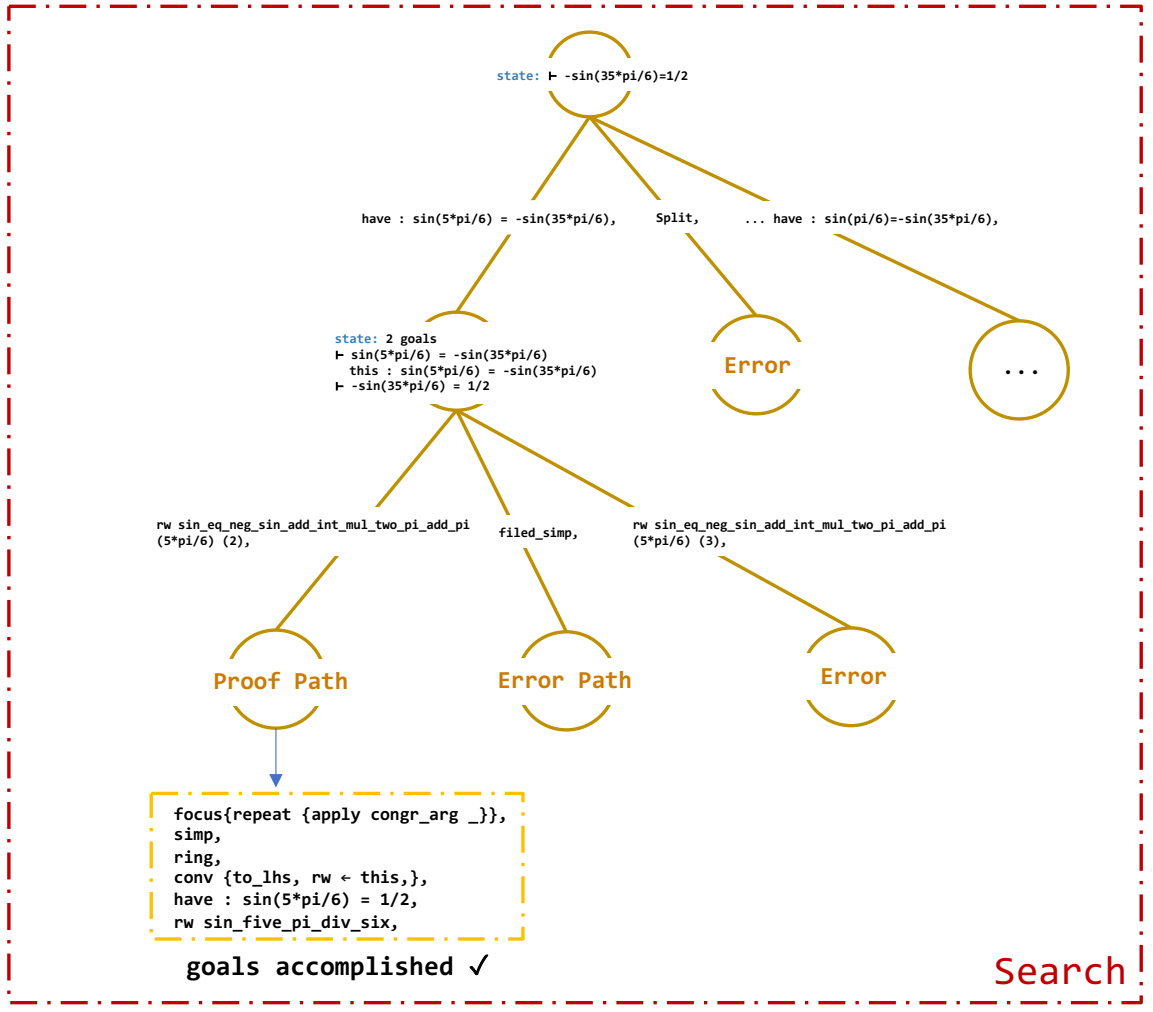 state: ⊢ -sin(35*pi/6)=1/2
have : sin(5*pi/6) = -sin(35*pi/6),
Split,
... have : sin(pi/6)=-sin(35*pi/6),
state: 2 goals
⊢ sin(5*pi/6) = -sin(35*pi/6)
this : sin(5*pi/6) = -sin(35*pi/6)
⊢ -sin(35*pi/6) = 1/2
Error
...
rw sin_eq_neg_sin_add_int_mul_two_pi_add_pi
(5*pi/6) (2),
filed_simp,
rw sin_eq_neg_sin_add_int_mul_two_pi_add_pi
(5*pi/6) (3),
Proof Path
Error Path
Error
focus{repeat {apply congr_arg _}},
simp,
ring,
conv {to_lhs, rw ← this,},
have : sin(5*pi/6) = 1/2,
rw sin_five_pi_div_six,
goals accomplished ✓
Search